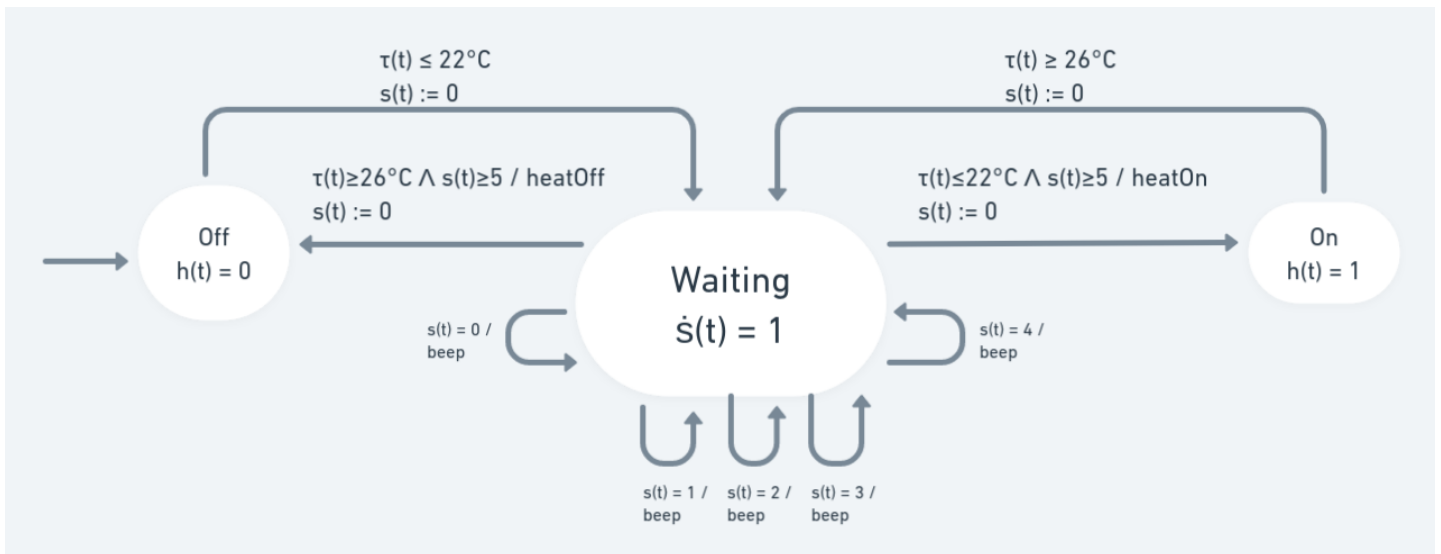 τ(t) ≤ 22°C
s(t) := 0
τ(t) ≥ 26°C
s(t) := 0
τ(t)≥26°C Λ s(t)≥5 / heatOff
s(t) := 0
τ(t)≤22°C Λ s(t)≥5 / heatOn
s(t) := 0
Off
h(t) = 0
Waiting
ṡ(t) = 1
On
h(t) = 1
s(t) = 0 /
beep
s(t) = 4 /
beep
s(t) = 1 /
beep
s(t) = 2 /
beep
s(t) = 3 /
beep